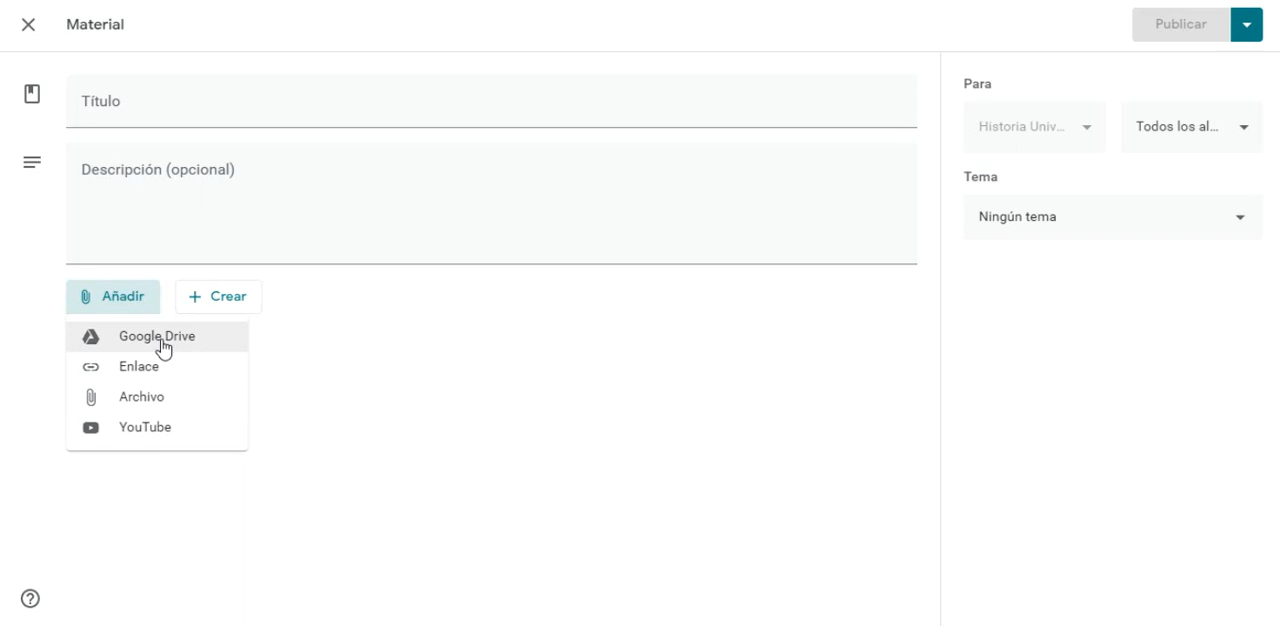 Material
Publicar
Título
Descripción (opcional)
Añadir
Crear
Google Drive
Enlace
Archivo
YouTube
Para
Historia Univ...
Todos los al...
Tema
Ningún tema